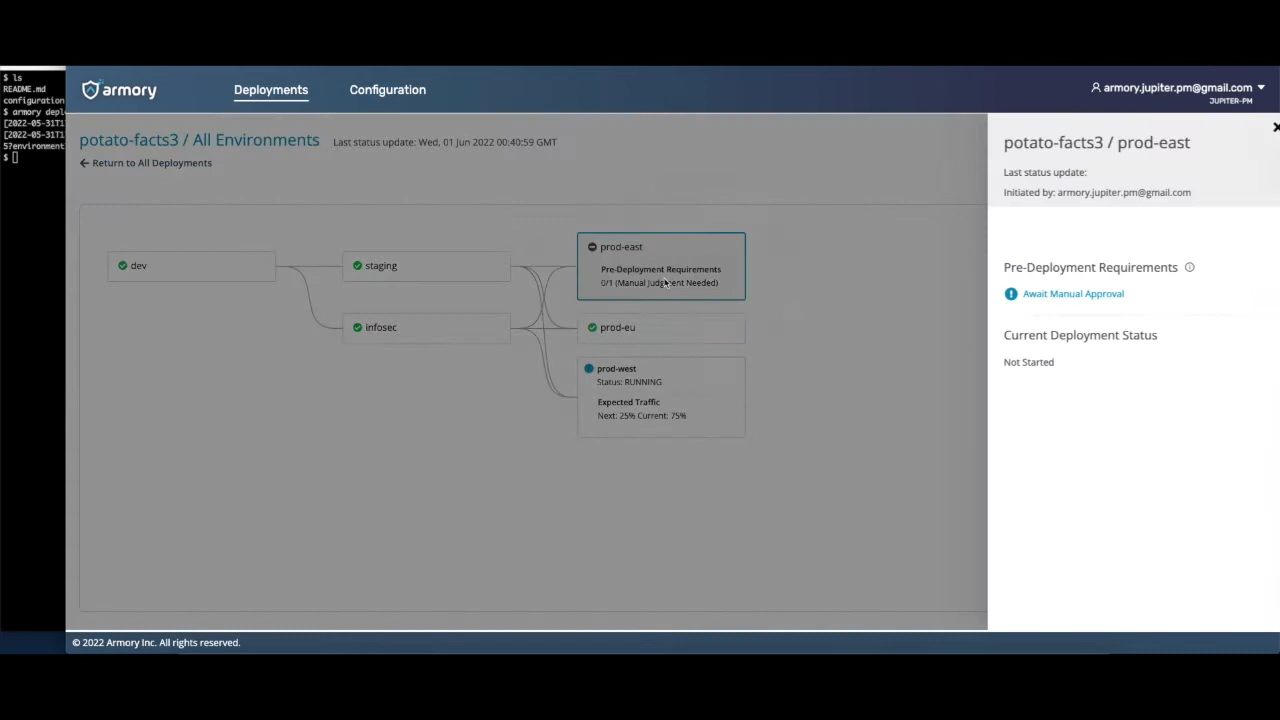 $ ls
README.md
configuration
$ armory depl
[2022-05-31T1
[2022-05-31T1
5?environment
$
armory
Deployments
Configuration
armory.jupiter.pm@gmail.com
JUPITER-PM
potato-facts3 / All Environments
Last status update: Wed, 01 Jun 2022 00:40:59 GMT
Return to All Deployments
dev
staging
infosec
prod-east
Pre-Deployment Requirements
0/1 (Manual Judgment Needed)
prod-eu
prod-west
Status: RUNNING
Expected Traffic
Next: 25% Current: 75%
potato-facts3 / prod-east
Last status update:
Initiated by: armory.jupiter.pm@gmail.com
Pre-Deployment Requirements
Await Manual Approval
Current Deployment Status
Not Started
© 2022 Armory Inc. All rights reserved.